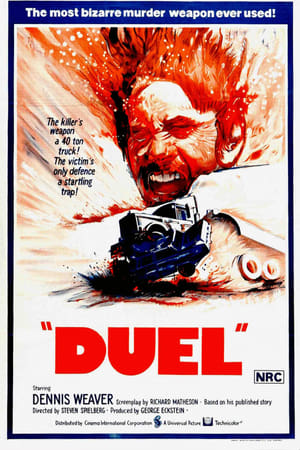 The most bizarre murder weapon ever used!
The killer's
weapon
a 40 ton
truck!
The victim's
only defence
a startling
trap!
"DUEL"
NRC
Starring
DENNIS WEAVER Screenplay by RICHARD MATHESON · Based on his published story
Directed by STEVEN SPIELBERG · Produced by GEORGE ECKSTEIN
Distributed by Cinema International Corporation A Universal Picture Technicolor®